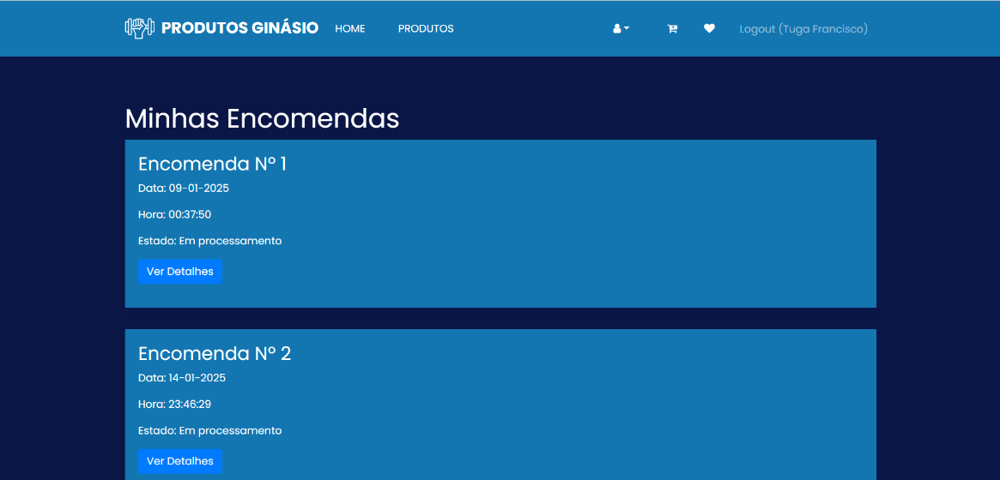 PRODUTOS GINÁSIO HOME PRODUTOS Logout (Tuga Francisco)
Minhas Encomendas
Encomenda Nº 1
Data: 09-01-2025
Hora: 00:37:50
Estado: Em processamento
Ver Detalhes
Encomenda Nº 2
Data: 14-01-2025
Hora: 23:46:29
Estado: Em processamento
Ver Detalhes